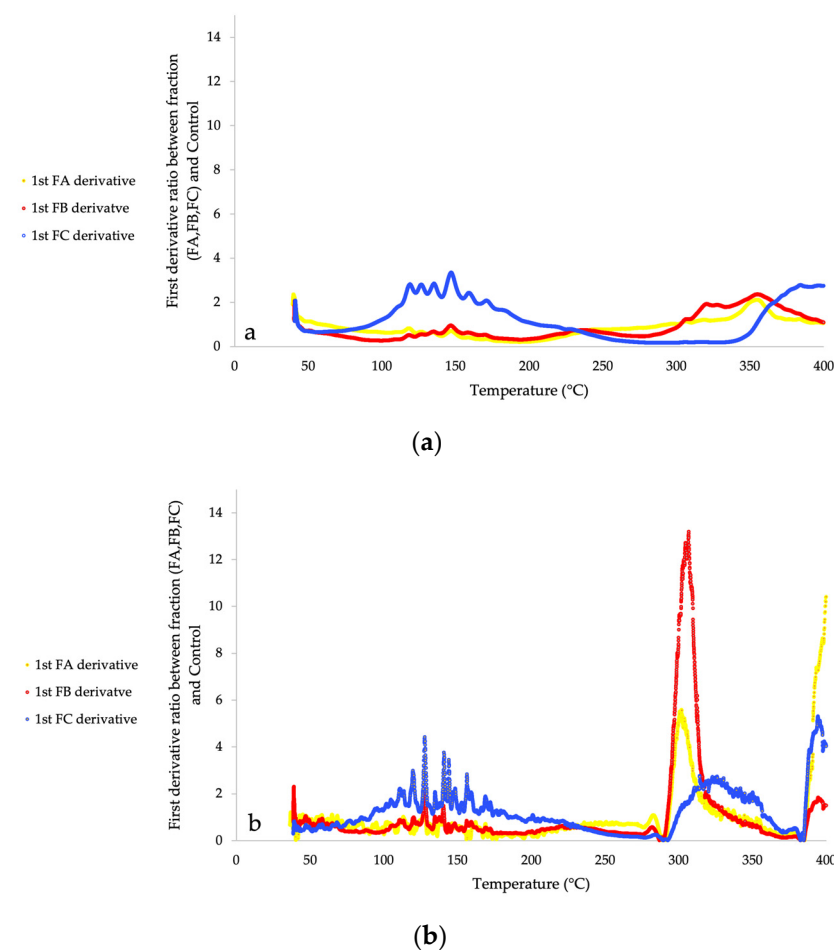 14
12
10
8
6
4
2
0
First derivative ratio between fraction
(FA,FB,FC) and Control
1st FA derivative
1st FB derivatve
1st FC derivative
a
0 50 100 150 200 250 300 350 400
Temperature (°C)
(a)
14
12
10
8
6
4
2
0
First derivative ratio between fraction (FA,FB,FC)
and Control
1st FA derivative
1st FB derivatve
1st FC derivative
b
0 50 100 150 200 250 300 350 400
Temperature (°C)
(b)